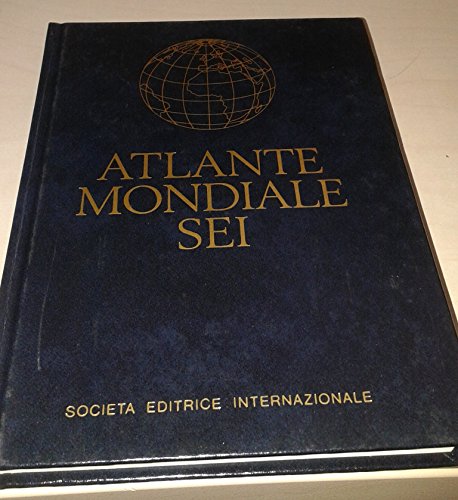 ATLANTE
MONDIALE
SEI
SOCIETA EDITRICE INTERNAZIONALE